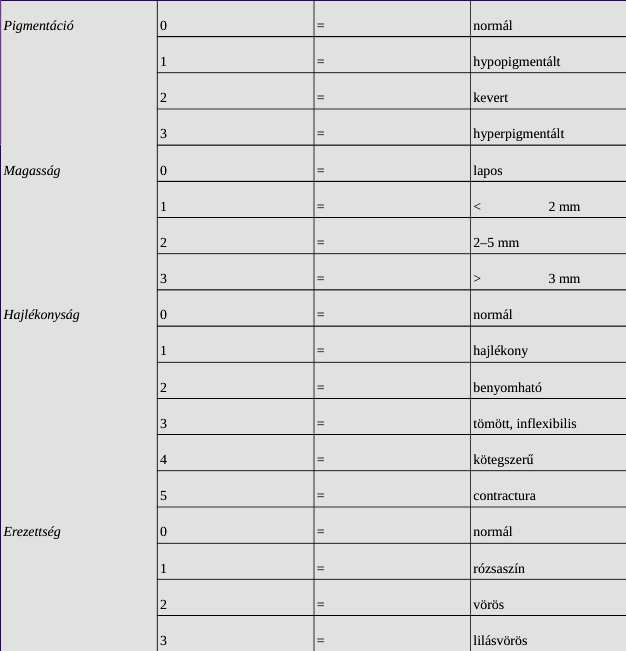 Pigmentáció 0 = normál
1 = hypopigmentált
2 = kevert
3 = hyperpigmentált
Magasság 0 = lapos
1 = < 2 mm
2 = 2–5 mm
3 = > 3 mm
Hajlékonyság 0 = normál
1 = hajlékony
2 = benyomható
3 = tömött, inflexibilis
4 = kötegszerű
5 = contractura
Erezettség 0 = normál
1 = rózsaszín
2 = vörös
3 = lilásvörös